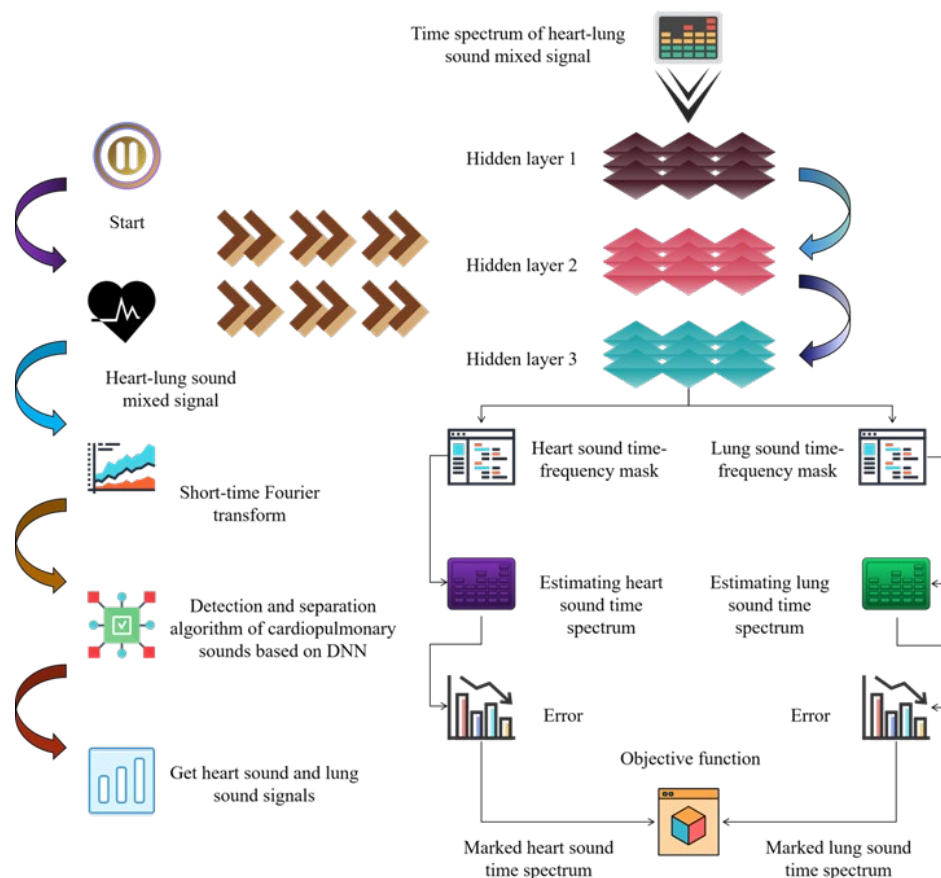 Start
Heart-lung sound
mixed signal
Short-time Fourier
transform
Detection and separation
algorithm of cardiopulmonary
sounds based on DNN
Get heart sound and lung
sound signals
Time spectrum of heart-lung
sound mixed signal
Hidden layer 1
Hidden layer 2
Hidden layer 3
Heart sound time-
frequency mask
Lung sound time-
frequency mask
Estimating heart
sound time
spectrum
Estimating lung
sound time
spectrum
Error
Error
Objective function
Marked heart sound
time spectrum
Marked lung sound
time spectrum